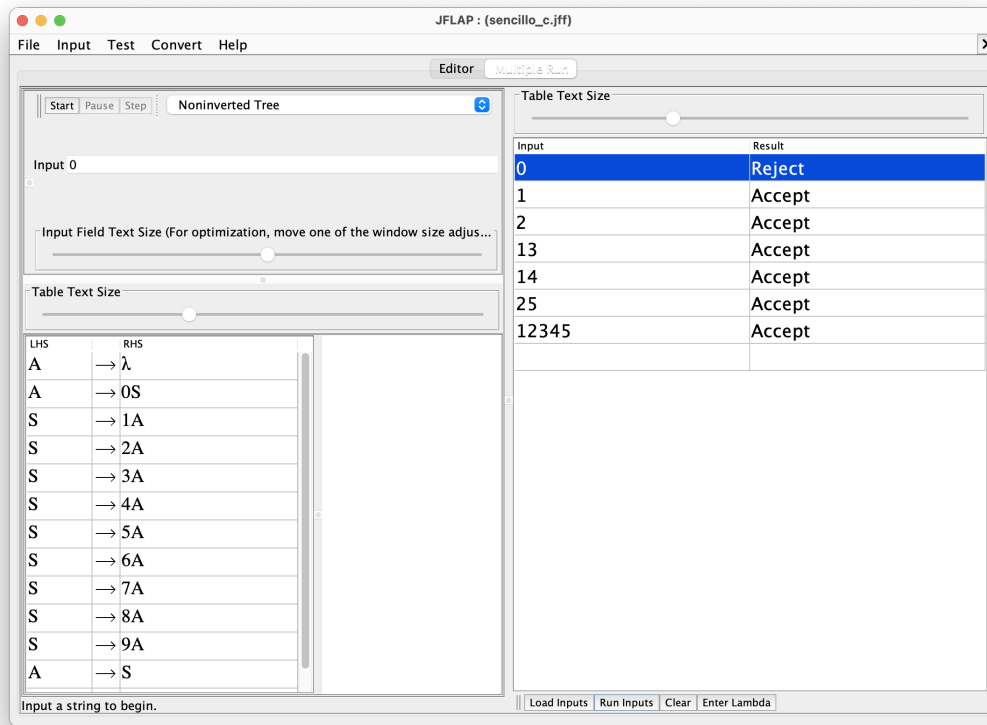 JFLAP : (sencillo_c.jff)
File Input Test Convert Help
Editor Multiple Run
Start Pause Step Noninverted Tree
Input 0
Input Field Text Size (For optimization, move one of the window size adjus...
Table Text Size
LHS RHS
A → λ
A → 0S
S → 1A
S → 2A
S → 3A
S → 4A
S → 5A
S → 6A
S → 7A
S → 8A
S → 9A
A → S
Input a string to begin.
Table Text Size
Input Result
0 Reject
1 Accept
2 Accept
13 Accept
14 Accept
25 Accept
12345 Accept
Load Inputs Run Inputs Clear Enter Lambda